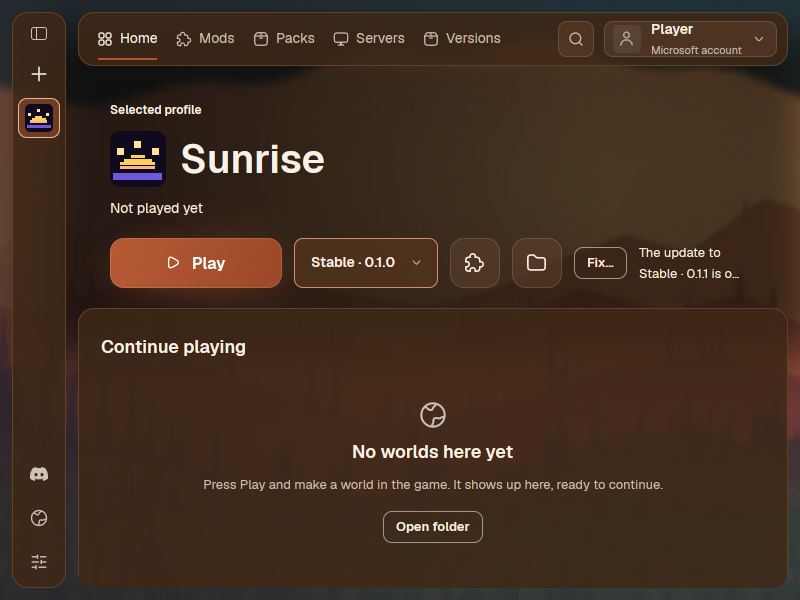 Home Mods Packs Servers Versions
Player
Microsoft account
Selected profile
Sunrise
Not played yet
Play
Stable · 0.1.0
Fix...
The update to
Stable · 0.1.1 is o...
Continue playing
No worlds here yet
Press Play and make a world in the game. It shows up here, ready to continue.
Open folder